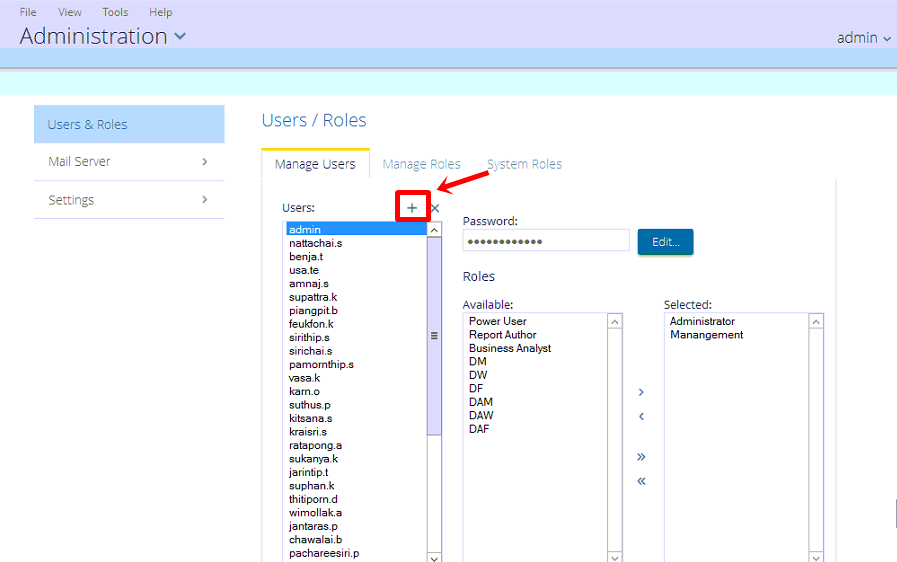 File View Tools Help
Administration
admin
Users & Roles
Mail Server
Settings
Users / Roles
Manage Users Manage Roles System Roles
Users:
admin
nattachai.s
benja.t
usa.te
amnaj.s
supattra.k
piangpit.b
feukfon.k
sirithip.s
sirichai.s
pamornthip.s
vasa.k
karn.o
suthus.p
kitsana.s
kraisri.s
ratapong.a
sukanya.k
jarintip.t
suphan.k
thitiporn.d
wimollak.a
jantaras.p
chawalai.b
pachareesiri.p
Password:
Edit...
Roles
Available:
Power User
Report Author
Business Analyst
DM
DW
DF
DAM
DAW
DAF
Selected:
Administrator
Manangement